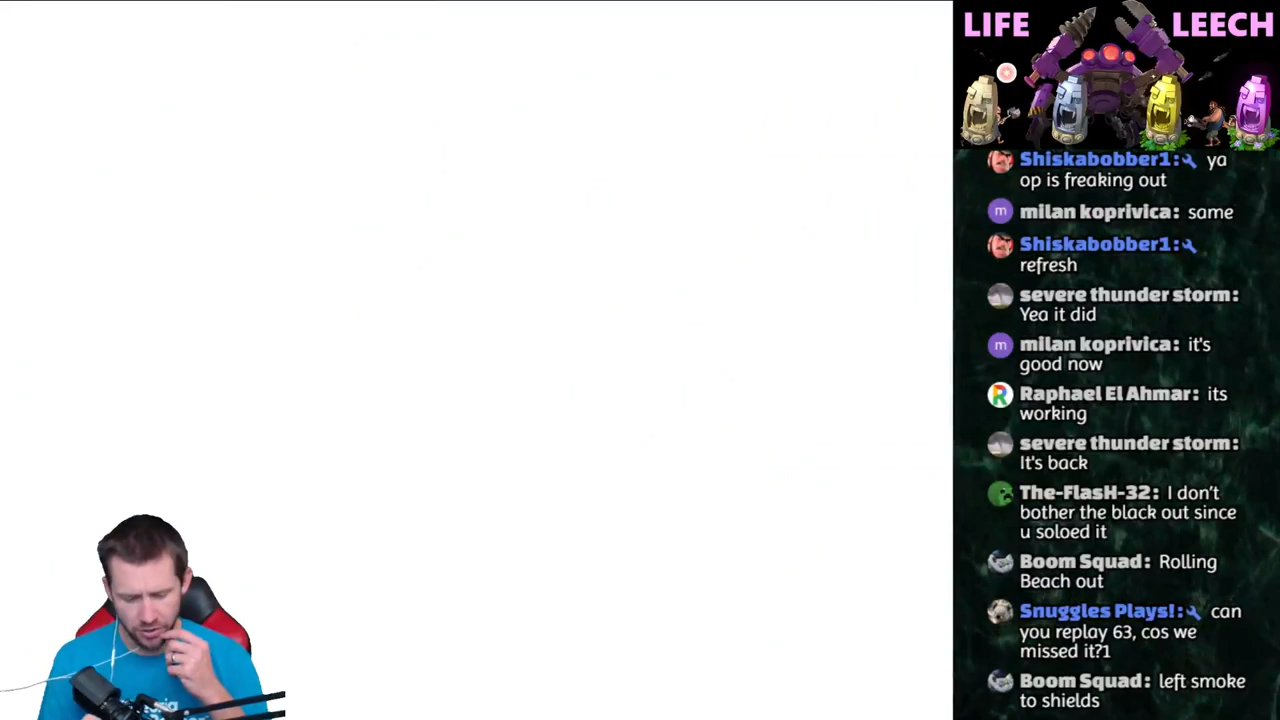 LIFE LEECH
Shiskabobber1: ya
op is freaking out
milan koprivica: same
Shiskabobber1:
refresh
severe thunder storm:
Yea it did
milan koprivica: it's
good now
Raphael El Ahmar: its
working
severe thunder storm:
It's back
The-FlasH-32: I don't
bother the black out since
u soloed it
Boom Squad: Rolling
Beach out
Snuggles Plays!: can
you replay 63, cos we
missed it?1
Boom Squad: left smoke
to shields